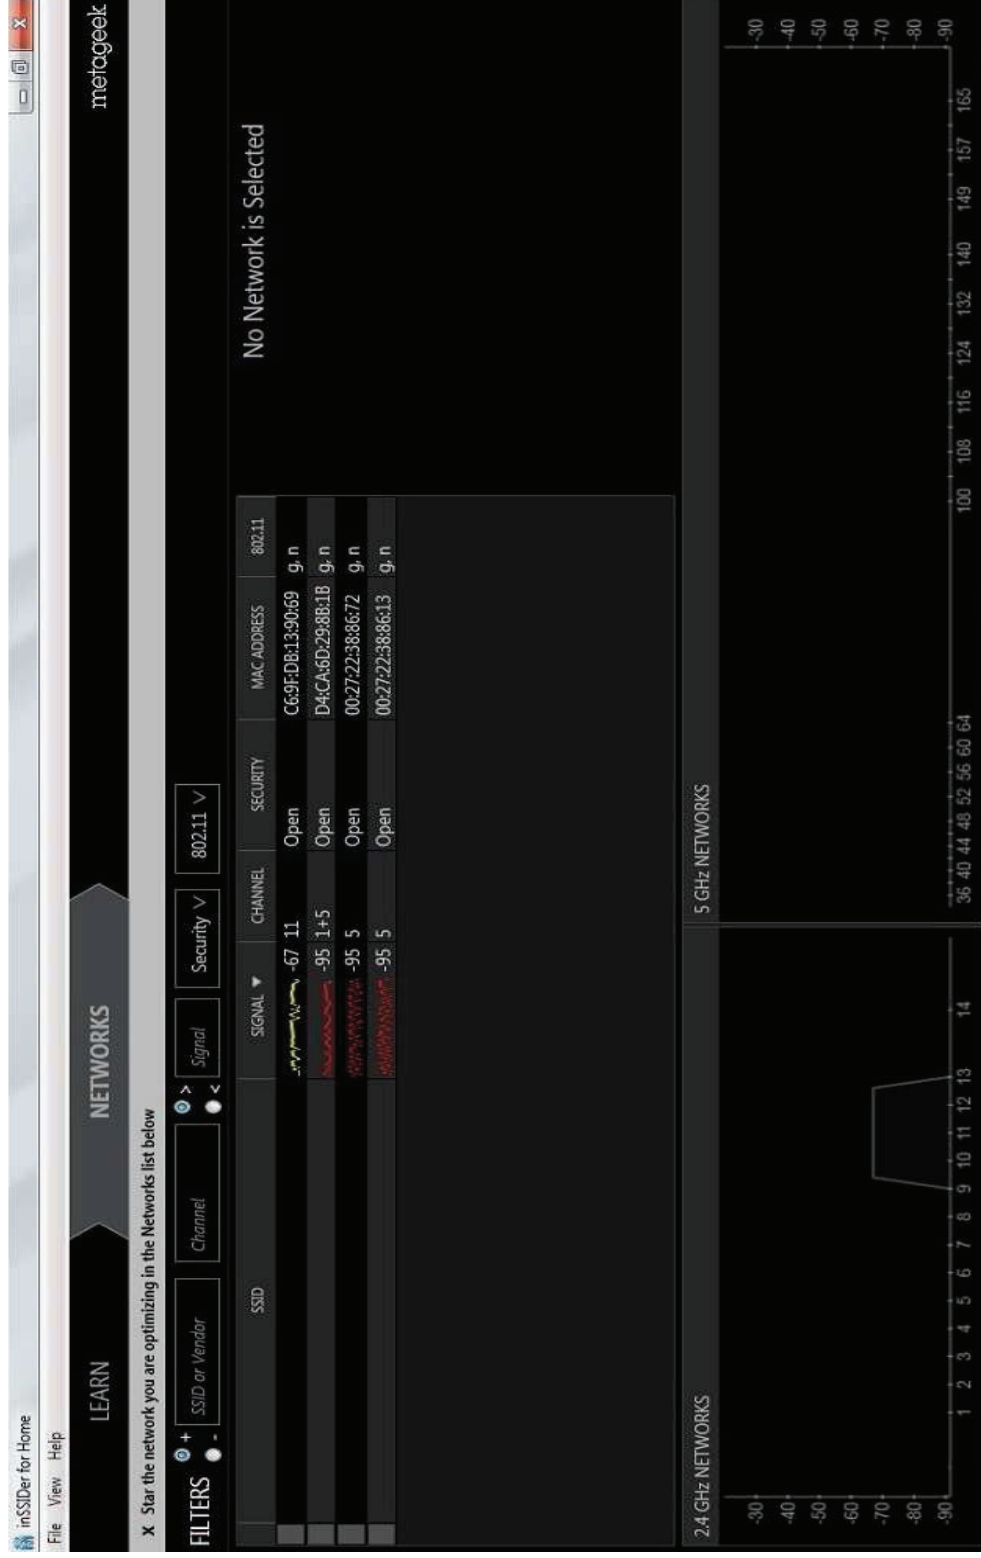 inSSIDer for Home
File View Help
LEARN NETWORKS metageek
X Star the network you are optimizing in the Networks list below
FILTERS + - SSID or Vendor Channel > < Signal Security 802.11
SSID SIGNAL CHANNEL SECURITY MAC ADDRESS 802.11
-67 11 Open C6:9F:DB:13:90:69 g, n
-95 1+5 Open D4:CA:6D:29:8B:1B g, n
-95 5 Open 00:27:22:38:86:72 g, n
-95 5 Open 00:27:22:38:86:13 g, n
No Network is Selected
2.4 GHz NETWORKS
-30
-40
-50
-60
-70
-80
-90
1 2 3 4 5 6 7 8 9 10 11 12 13 14
5 GHz NETWORKS
36 40 44 48 52 56 60 64 100 108 116 124 132 140 149 157 165
-30
-40
-50
-60
-70
-80
-90